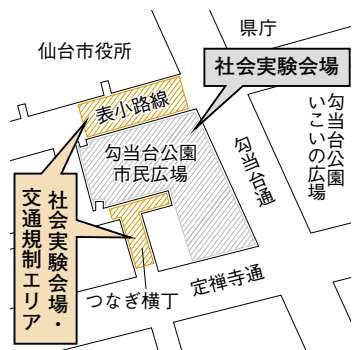 県庁
仙台市役所
社会実験会場
表小路線
勾当台公園
いこいの広場
勾当台公園
市民広場
勾当台通
社会実験会場・
交通規制エリア
定禅寺通
つなぎ横丁